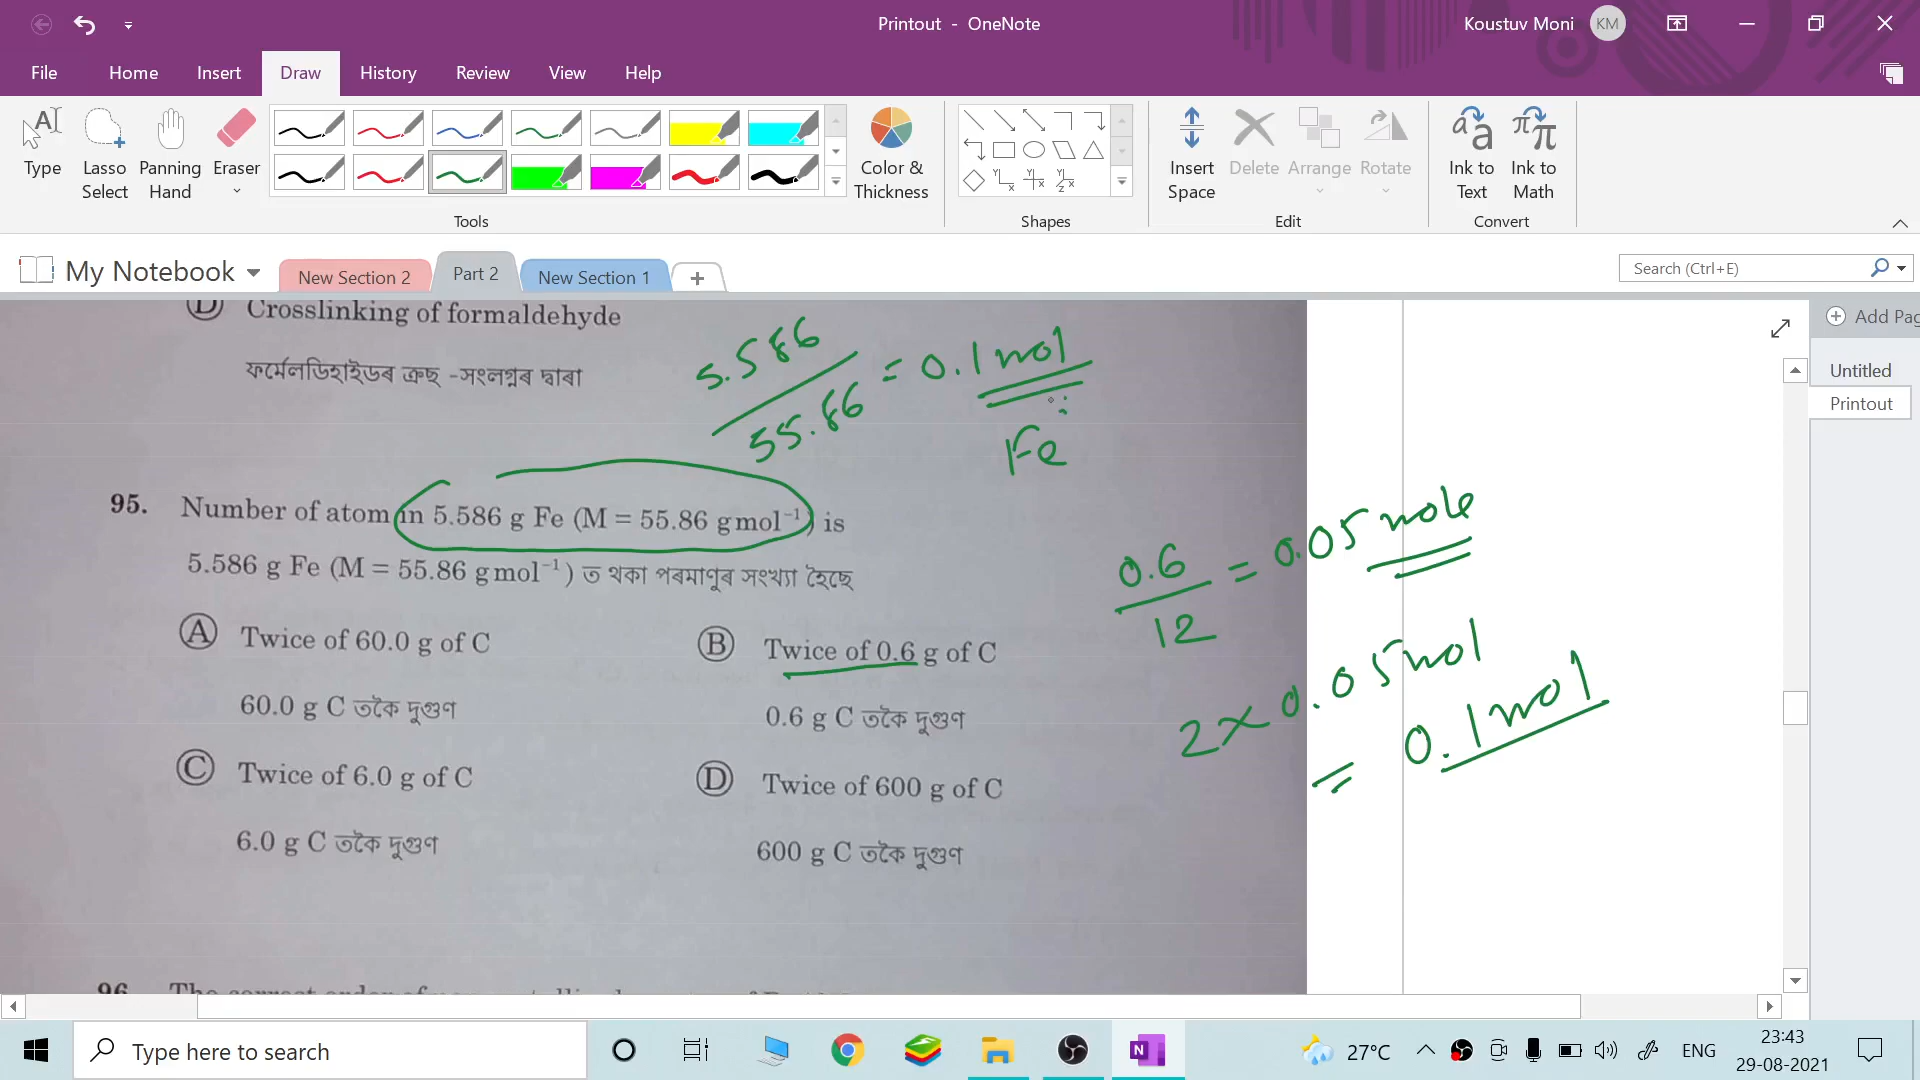 Printout - OneNote
Koustuv Moni KM
File Home Insert Draw History Review View Help
Type
Lasso Select
Panning Hand
Eraser
Color & Thickness
Insert Space
Delete
Arrange
Rotate
Ink to Text
Ink to Math
Tools
Shapes
Edit
Convert
My Notebook
New Section 2
Part 2
New Section 1
Search (Ctrl+E)
Add Pag
Untitled
Printout
D Crosslinking of formaldehyde
ফৰ্মেলডিহাইডৰ ক্ৰছ -সংলগ্নৰ দ্বাৰা
5.586
55.86
= 0.1 mol
Fe
95. Number of atom in 5.586 g Fe (M = 55.86 g mol⁻¹) is
5.586 g Fe (M = 55.86 g mol⁻¹) ত থকা পৰমাণুৰ সংখ্যা হৈছে
A Twice of 60.0 g of C
60.0 g C তকৈ দুগুণ
B Twice of 0.6 g of C
0.6 g C তকৈ দুগুণ
C Twice of 6.0 g of C
6.0 g C তকৈ দুগুণ
D Twice of 600 g of C
600 g C তকৈ দুগুণ
0.6
12
= 0.05 mole
2 × 0.05 mol
= 0.1 mol
96.
Type here to search
27°C
ENG
23:43
29-08-2021